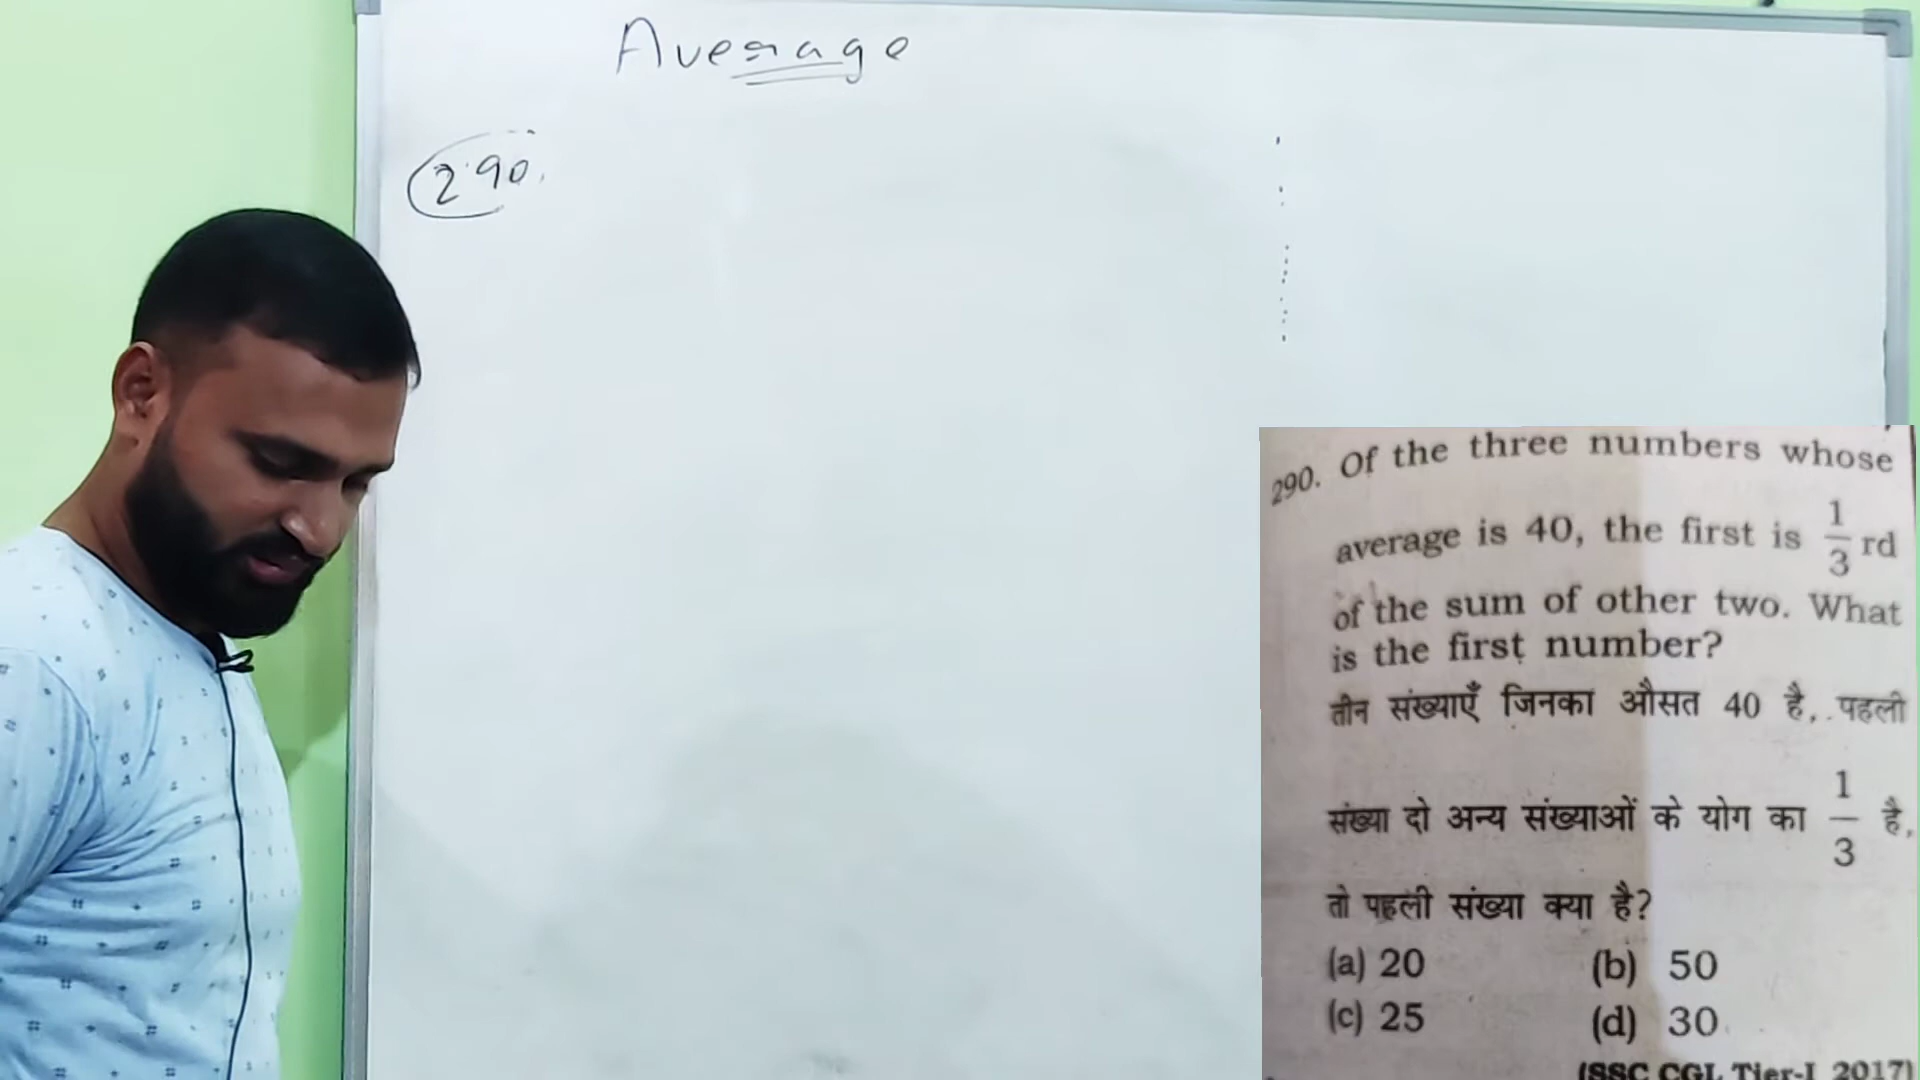 Average
290.
290. Of the three numbers whose
average is 40, the first is 1/3 rd
of the sum of other two. What
is the first number?
तीन संख्याएँ जिनका औसत 40 है, पहली
संख्या दो अन्य संख्याओं के योग का 1/3 है,
तो पहली संख्या क्या है?
(a) 20 (b) 50
(c) 25 (d) 30
(SSC CGL Tier-I 2017)